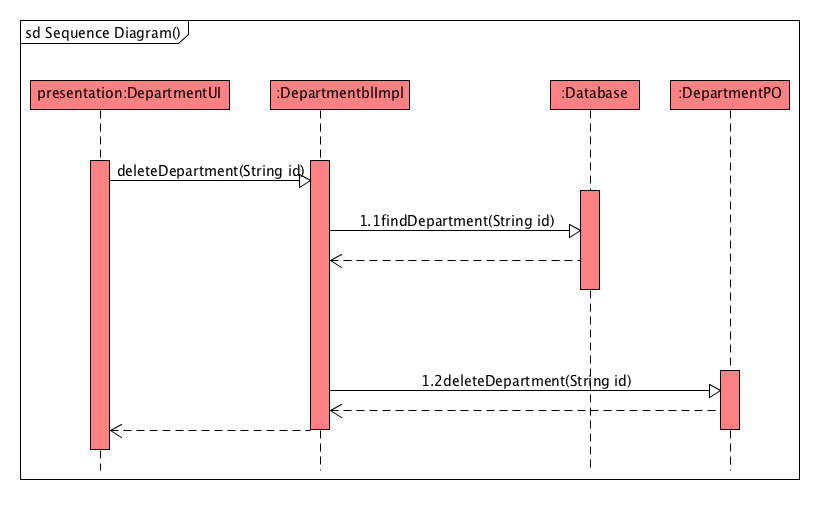 sd Sequence Diagram()
presentation:DepartmentUI
:DepartmentblImpl
:Database
:DepartmentPO
deleteDepartment(String id)
1.1findDepartment(String id)
1.2deleteDepartment(String id)